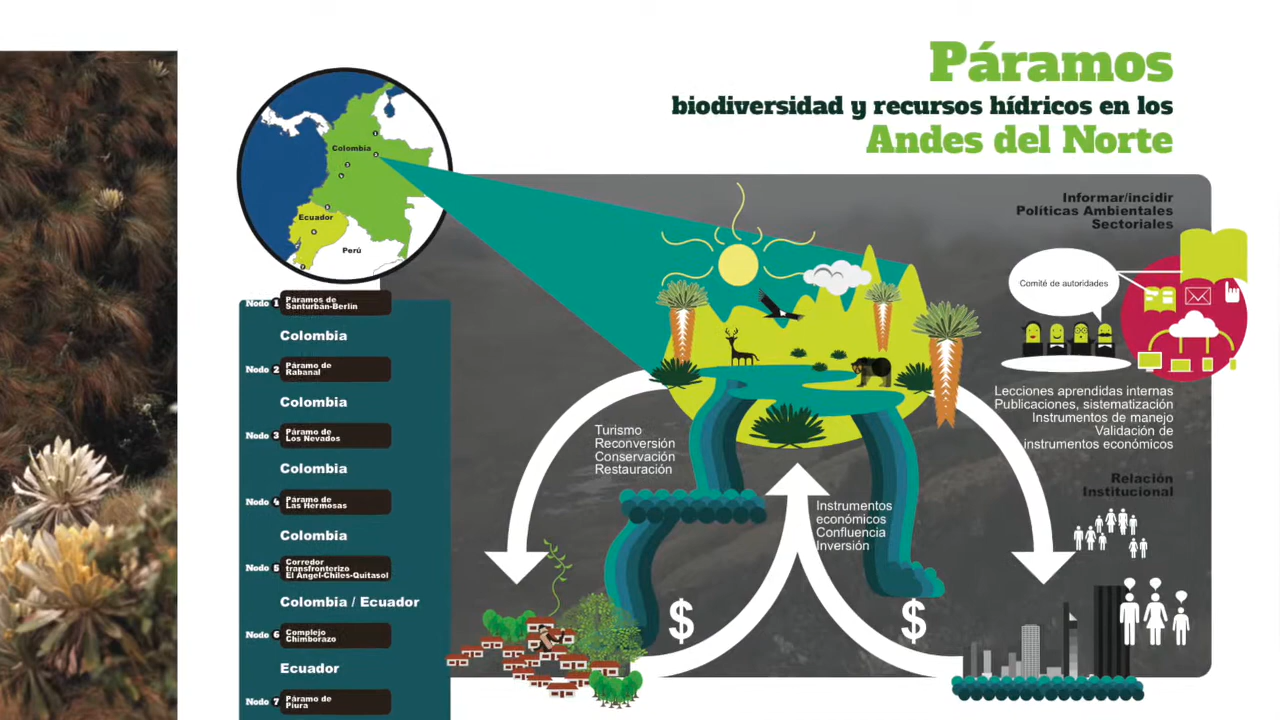 Páramos
biodiversidad y recursos hídricos en los
Andes del Norte
Colombia
Ecuador
Perú
Nodo 1 Páramos de
Santurbán-Berlín
Colombia
Nodo 2 Páramo de
Rabanal
Colombia
Nodo 3 Páramo de
Los Nevados
Colombia
Nodo 4 Páramo de
Las Hermosas
Colombia
Nodo 5 Corredor
transfronterizo
El Ángel-Chiles-Quitasol
Colombia / Ecuador
Nodo 6 Complejo
Chimborazo
Ecuador
Nodo 7 Páramo de
Piura
Turismo
Reconversión
Conservación
Restauración
Instrumentos
económicos
Confluencia
Inversión
$
$
Informar/incidir
Políticas Ambientales
Sectoriales
Comité de autoridades
Lecciones aprendidas internas
Publicaciones, sistematización
Instrumentos de manejo
Validación de
instrumentos económicos
Relación
Institucional